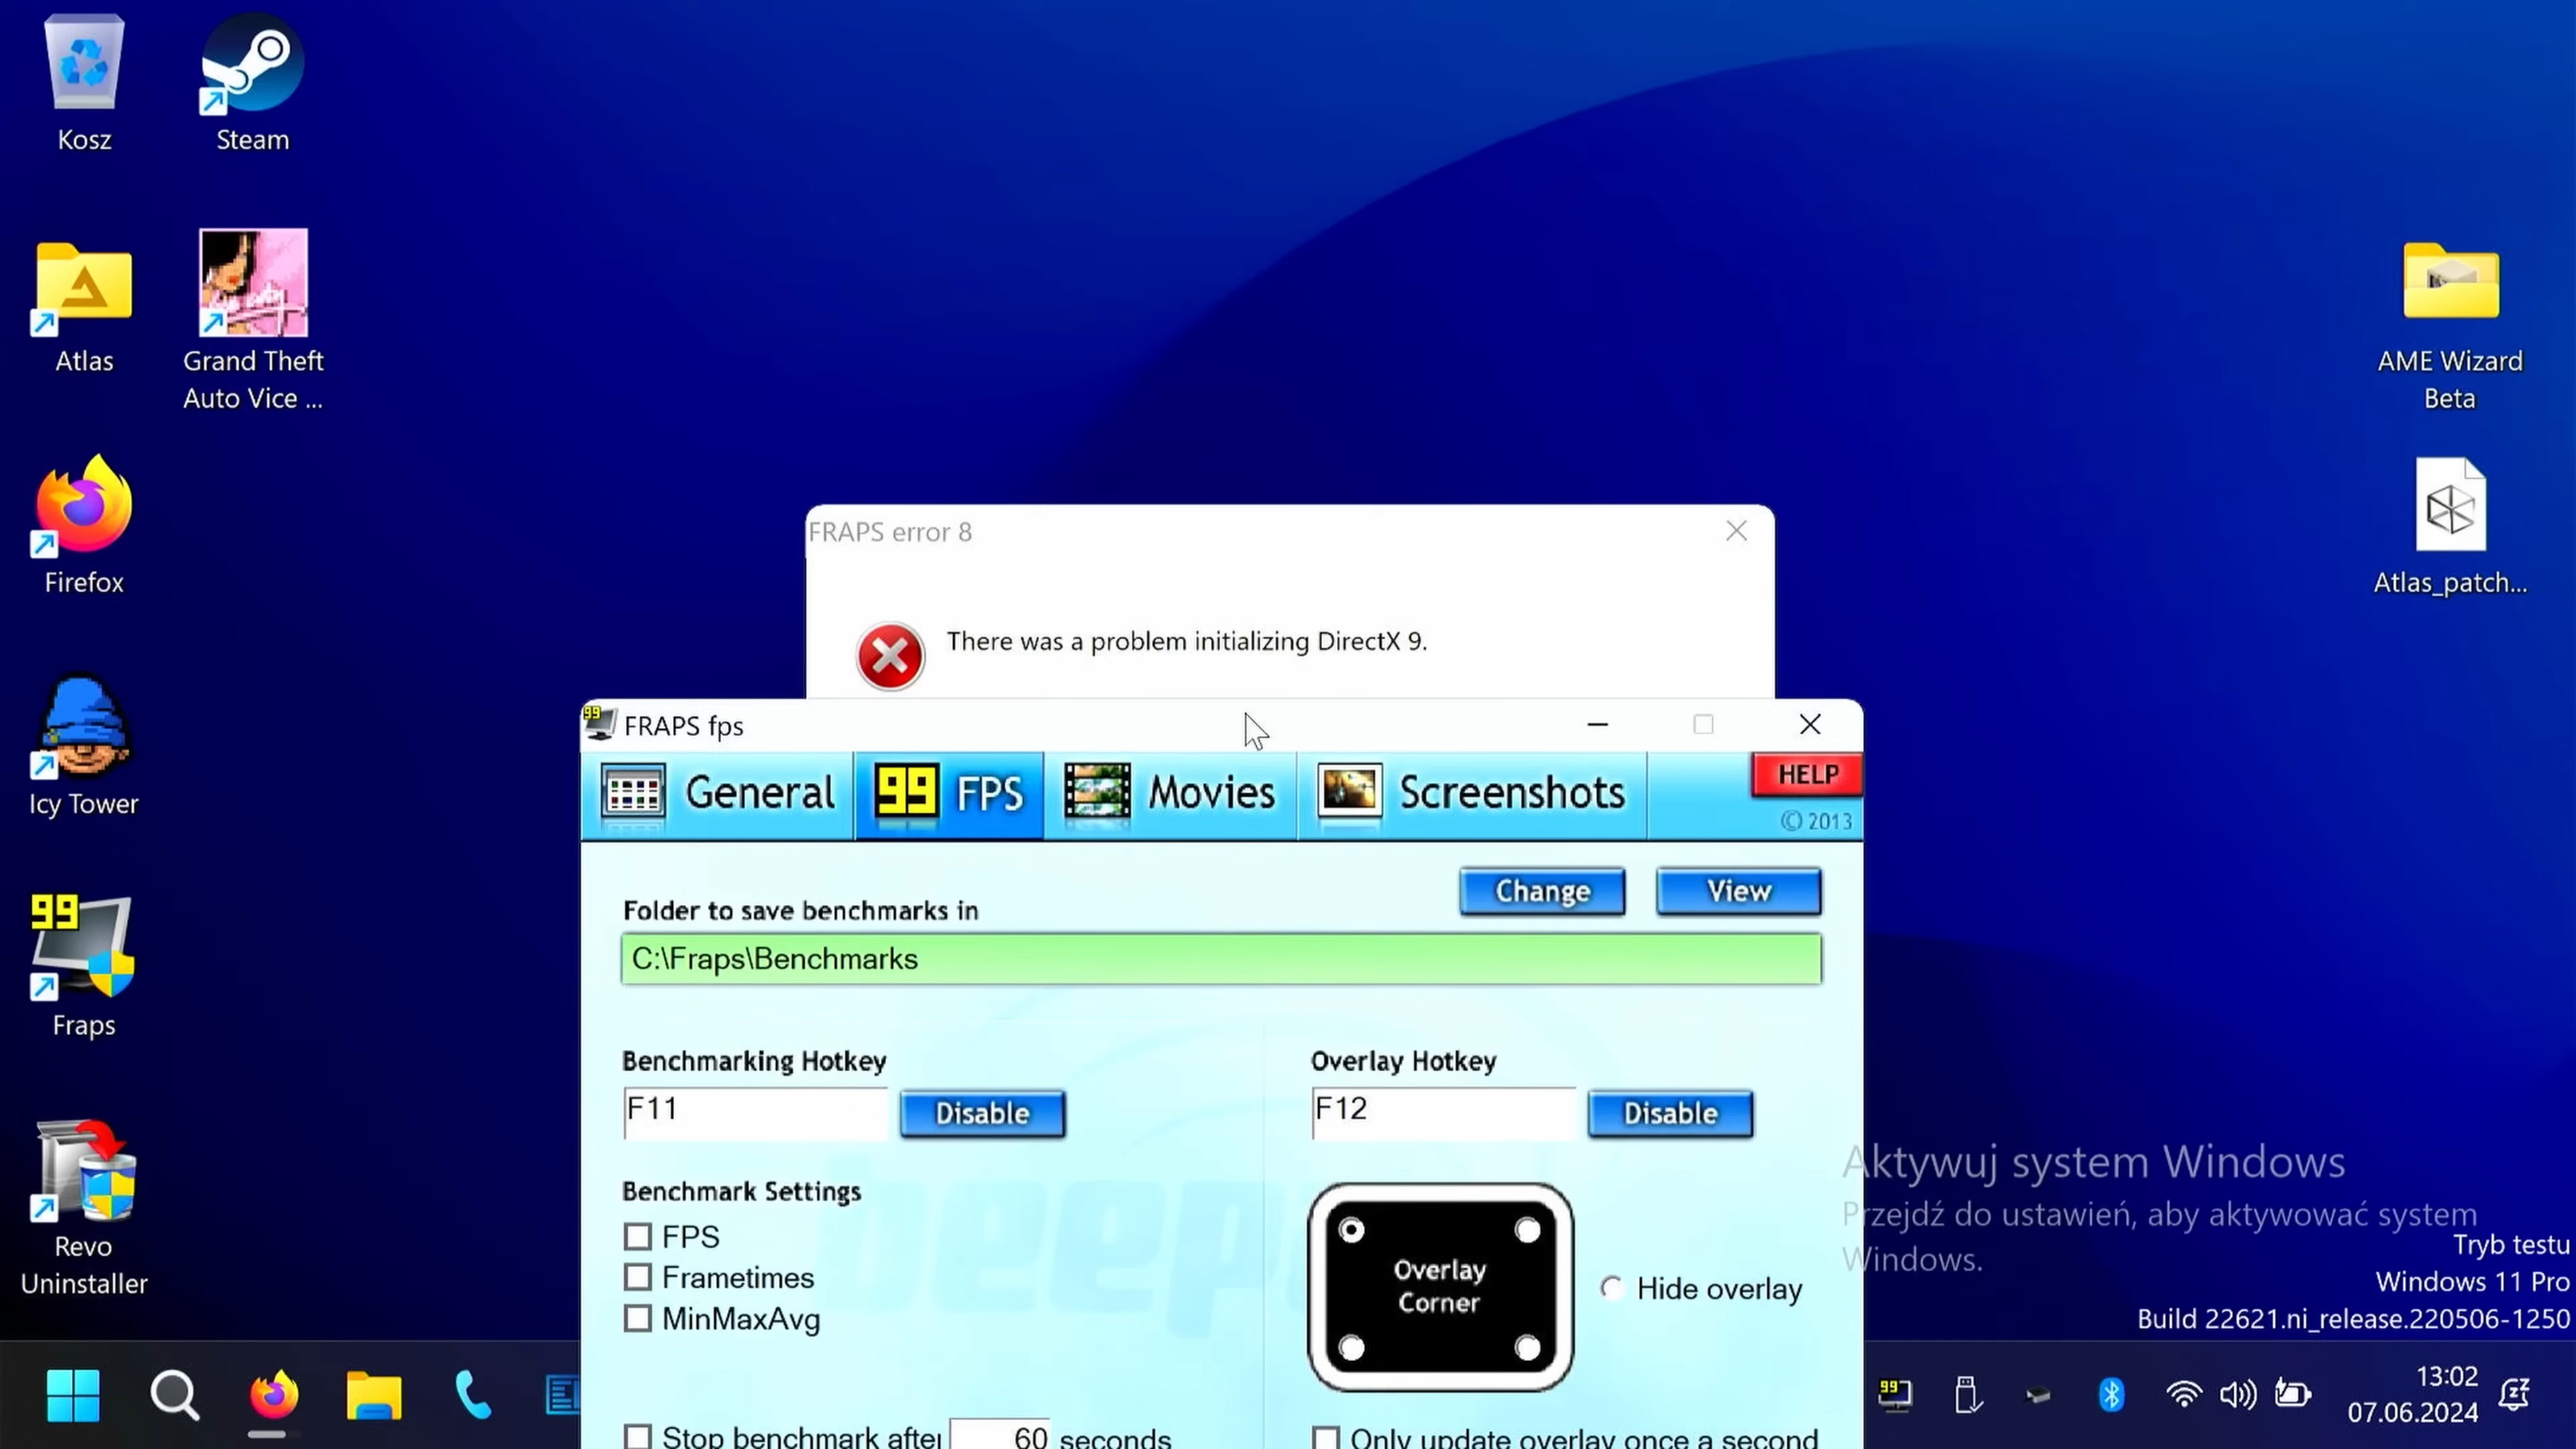 Kosz
Steam
Atlas
Grand Theft
Auto Vice ...
Firefox
Icy Tower
99
Fraps
Revo
Uninstaller
AME Wizard
Beta
Atlas_patch...
FRAPS error 8
There was a problem initializing DirectX 9.
99
FRAPS fps
General
99 FPS
Movies
Screenshots
HELP
© 2013
Change
View
Folder to save benchmarks in
C:\Fraps\Benchmarks
Benchmarking Hotkey
F11
Disable
Overlay Hotkey
F12
Disable
Benchmark Settings
FPS
Frametimes
MinMaxAvg
Stop benchmark after 60 seconds
Overlay
Corner
Hide overlay
Only update overlay once a second
Aktywuj system Windows
Przejdź do ustawień, aby aktywować system
Windows.
Tryb testu
Windows 11 Pro
Build 22621.ni_release.220506-1250
99
13:02
07.06.2024